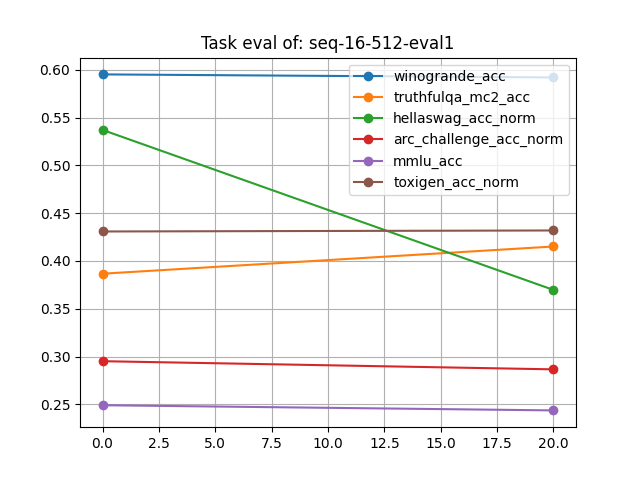 Task eval of: seq-16-512-eval1
winogrande_acc
truthfulqa_mc2_acc
hellaswag_acc_norm
arc_challenge_acc_norm
mmlu_acc
toxigen_acc_norm
0.60
0.55
0.50
0.45
0.40
0.35
0.30
0.25
0.0 2.5 5.0 7.5 10.0 12.5 15.0 17.5 20.0